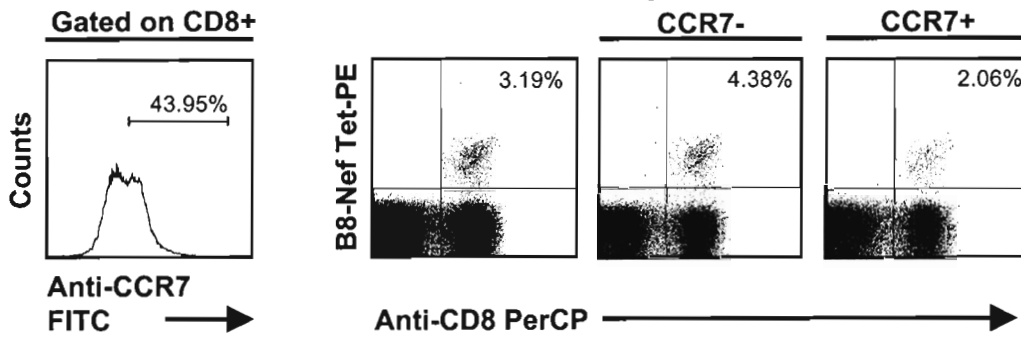 Gated on CD8+
CCR7-
CCR7+
Counts
43.95%
B8-Nef Tet-PE
3.19%
4.38%
2.06%
Anti-CCR7
FITC
Anti-CD8 PerCP